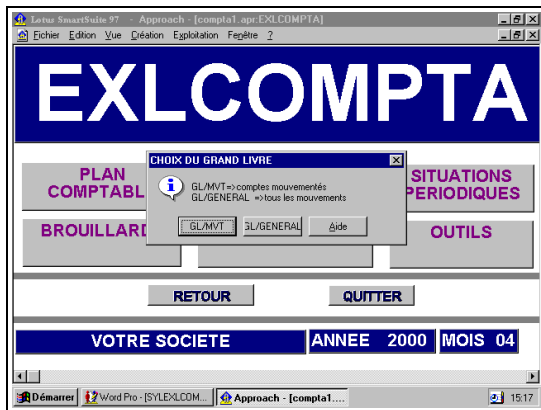 Lotus SmartSuite 97 - Approach - [compta1.apr:EXLCOMPTA]
Fichier Edition Vue Création Exploitation Fenêtre ?
EXLCOMPTA
CHOIX DU GRAND LIVRE
GL/MVT=>comptes mouvementés
GL/GENERAL =>tous les mouvements
GL/MVT
GL/GENERAL
Aide
PLAN
COMPTABL
SITUATIONS
PERIODIQUES
BROUILLARD
OUTILS
RETOUR
QUITTER
VOTRE SOCIETE
ANNEE 2000
MOIS 04
Démarrer
Word Pro - [SYLEXLCOM...
Approach - [compta1....
15:17